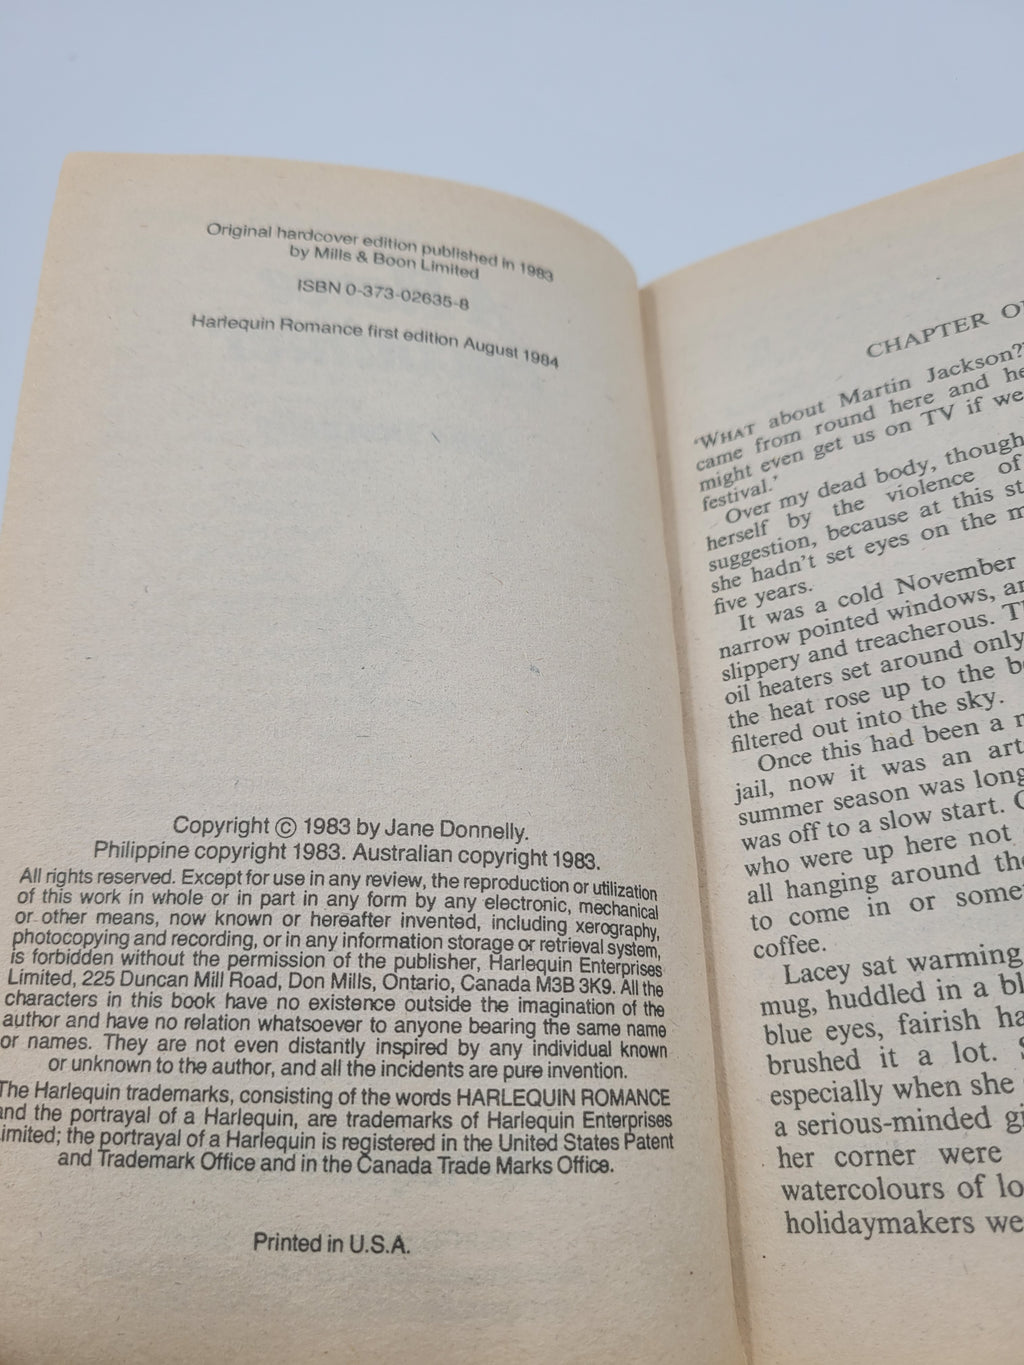 Original hardcover edition published in 1983
by Mills & Boon Limited
ISBN 0-373-02635-8
Harlequin Romance first edition August 1984
Copyright © 1983 by Jane Donnelly.
Philippine copyright 1983. Australian copyright 1983.
All rights reserved. Except for use in any review, the reproduction or utilization
of this work in whole or in part in any form by any electronic, mechanical
or other means, now known or hereafter invented, including xerography,
photocopying and recording, or in any information storage or retrieval system,
is forbidden without the permission of the publisher, Harlequin Enterprises
Limited, 225 Duncan Mill Road, Don Mills, Ontario, Canada M3B 3K9. All the
characters in this book have no existence outside the imagination of the
author and have no relation whatsoever to anyone bearing the same name
or names. They are not even distantly inspired by any individual known
or unknown to the author, and all the incidents are pure invention.
The Harlequin trademarks, consisting of the words HARLEQUIN ROMANCE
and the portrayal of a Harlequin, are trademarks of Harlequin Enterprises
Limited; the portrayal of a Harlequin is registered in the United States Patent
and Trademark Office and in the Canada Trade Marks Office.
Printed in U.S.A.
CHAPTER
'WHAT about Martin Jackson?
came from round here and he
might even get us on TV if we
festival.'
Over my dead body, though
herself by the violence of
suggestion, because at this
she hadn't set eyes on the
five years.
It was a cold November
narrow pointed windows,
slippery and treacherous.
oil heaters set around only
the heat rose up to the
filtered out into the sky.
Once this had been a
jail, now it was an
summer season was long
was off to a slow start.
who were up here not
all hanging around
to come in or
coffee.
Lacey sat warming
mug, huddled in a
blue eyes, fairish
brushed it a lot.
especially when she
a serious-minded
her corner were
watercolours of
holidaymakers